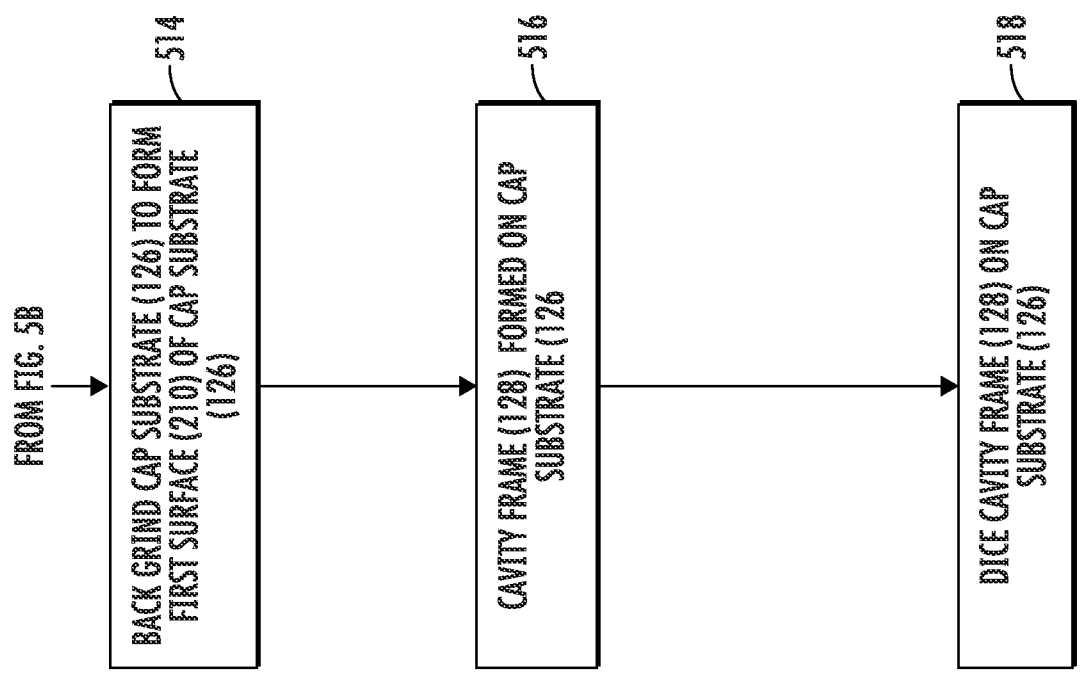 FROM FIG. 5B
514
BACK GRIND CAP SUBSTRATE (126) TO FORM
FIRST SURFACE (210) OF CAP SUBSTRATE
(126)
516
CAVITY FRAME (128) FORMED ON CAP
SUBSTRATE (126
518
DICE CAVITY FRAME (128) ON CAP
SUBSTRATE (126)